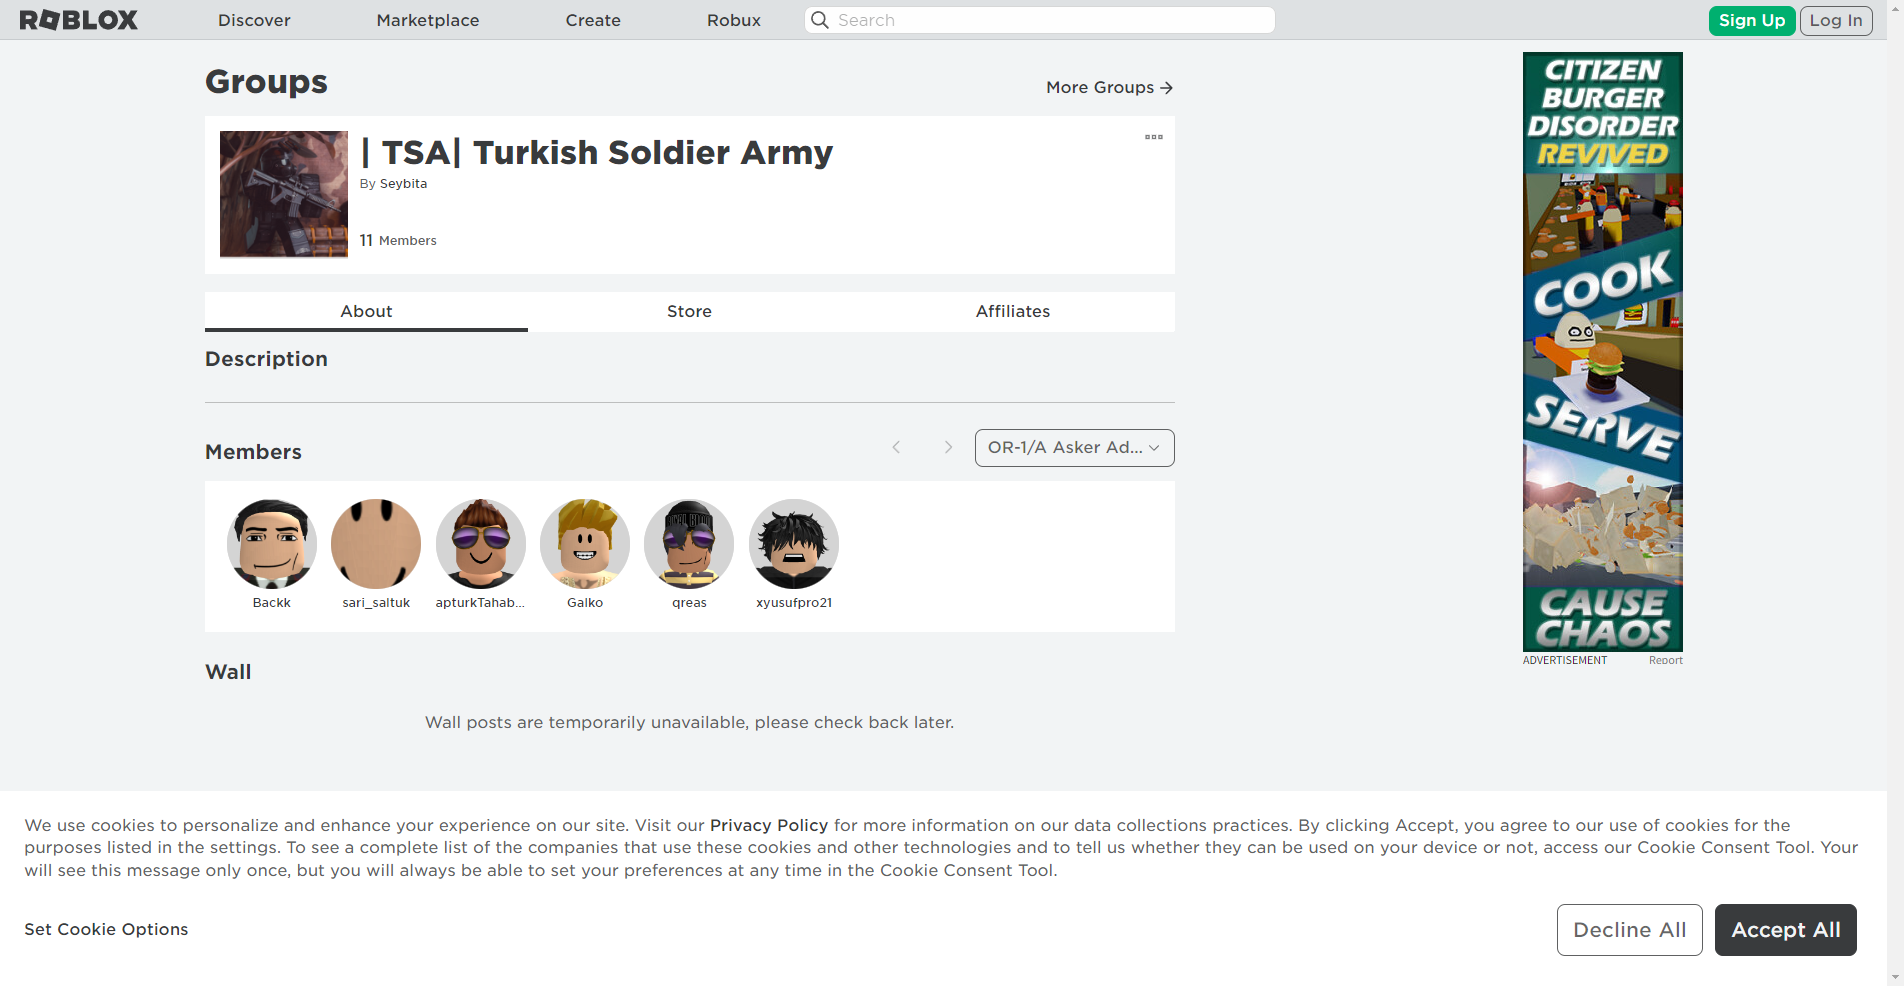 ROBLOX
Discover
Marketplace
Create
Robux
Search
Sign Up
Log In
Groups
More Groups
| TSA| Turkish Soldier Army
By Seybita
11 Members
About
Store
Affiliates
Description
Members
OR-1/A Asker Ad...
Backk
sari_saltuk
apturkTahab...
Galko
qreas
xyusufpro21
Wall
Wall posts are temporarily unavailable, please check back later.
CITIZEN
BURGER
DISORDER
REVIVED
COOK
SERVE
CAUSE
CHAOS
ADVERTISEMENT
Report
We use cookies to personalize and enhance your experience on our site. Visit our Privacy Policy for more information on our data collections practices. By clicking Accept, you agree to our use of cookies for the
purposes listed in the settings. To see a complete list of the companies that use these cookies and other technologies and to tell us whether they can be used on your device or not, access our Cookie Consent Tool. Your
will see this message only once, but you will always be able to set your preferences at any time in the Cookie Consent Tool.
Set Cookie Options
Decline All
Accept All